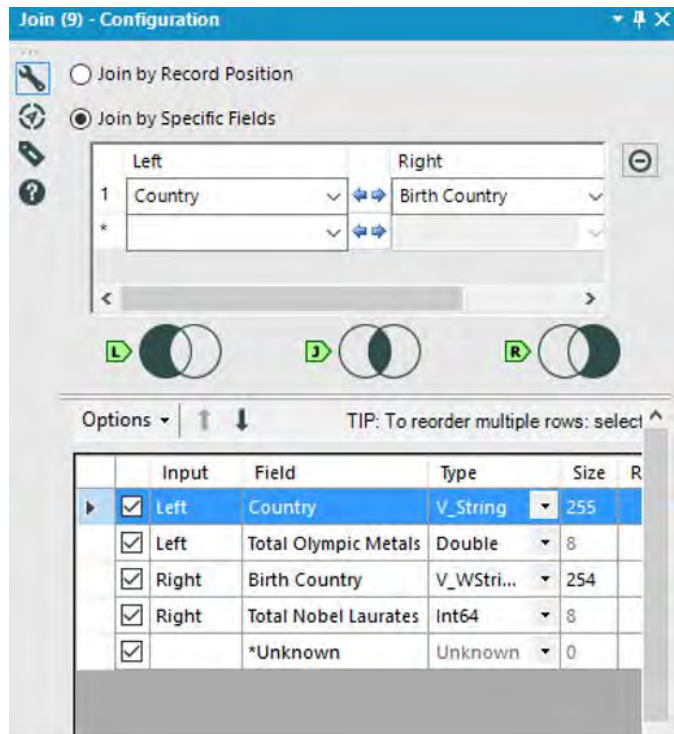 Join (9) - Configuration
Join by Record Position
Join by Specific Fields
Left Right
1 Country Birth Country
*
L J R
Options TIP: To reorder multiple rows: select
Input Field Type Size R
Left Country V_String 255
Left Total Olympic Metals Double 8
Right Birth Country V_WStri... 254
Right Total Nobel Laurates Int64 8
*Unknown Unknown 0